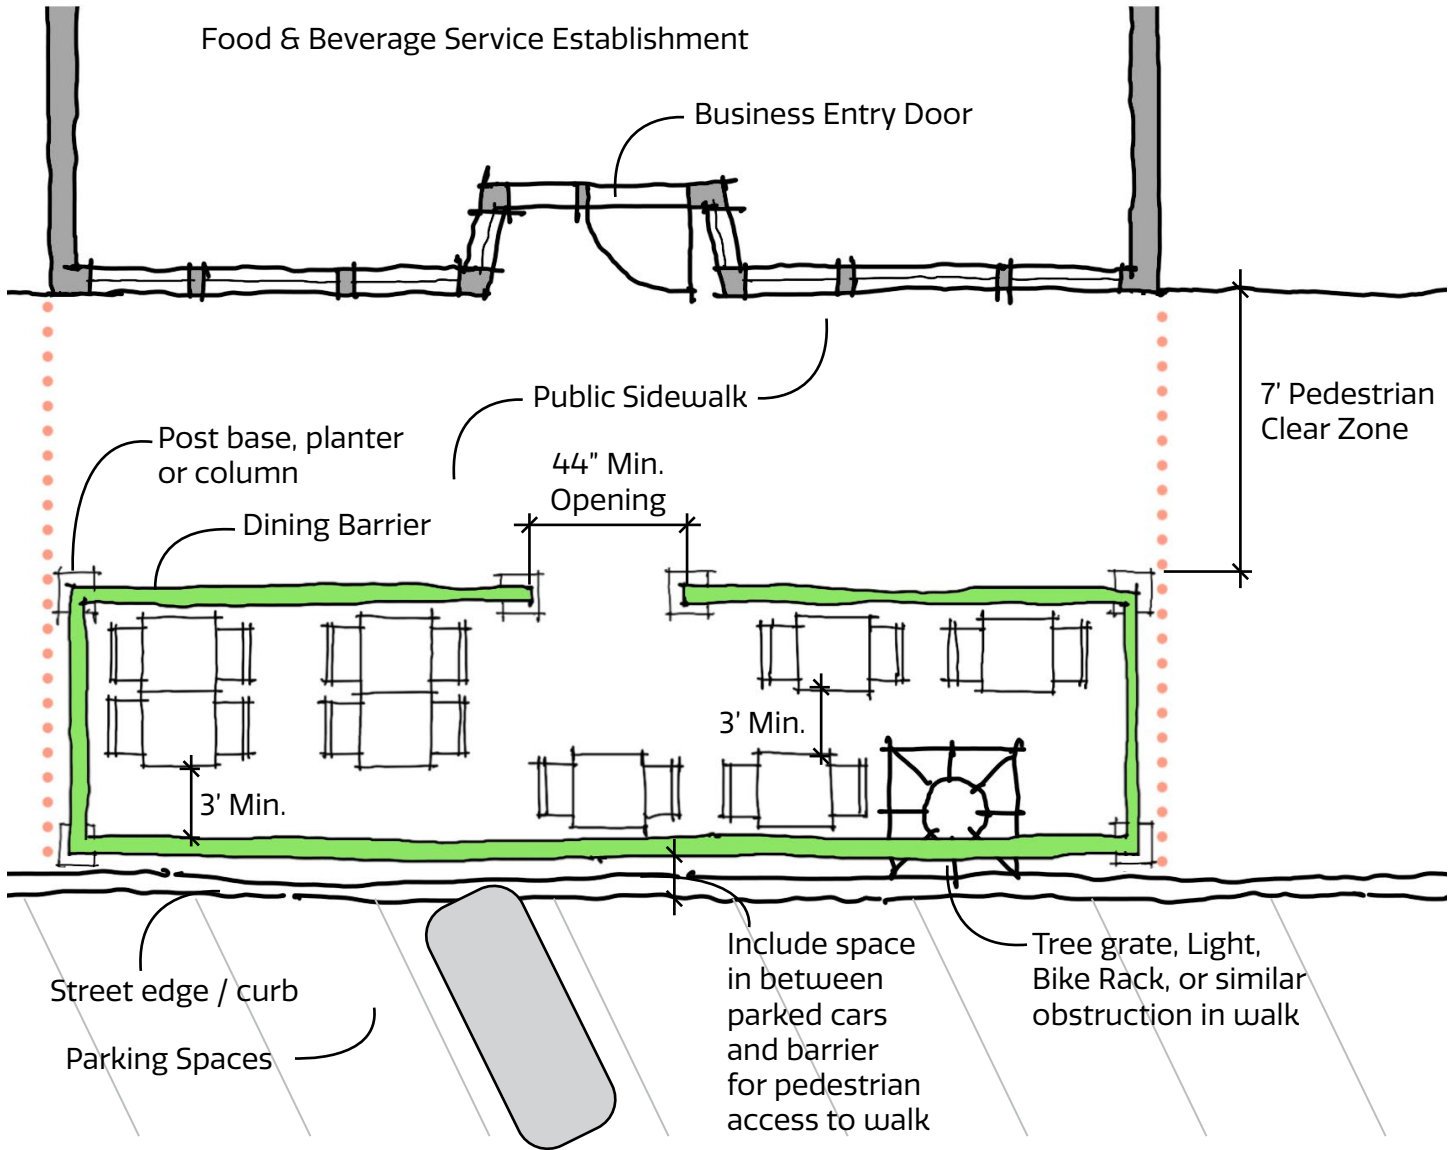 Food & Beverage Service Establishment
Business Entry Door
Public Sidewalk
7' Pedestrian
Clear Zone
Post base, planter
or column
44" Min.
Opening
Dining Barrier
3' Min.
3' Min.
Include space
in between
parked cars
and barrier
for pedestrian
access to walk
Tree grate, Light,
Bike Rack, or similar
obstruction in walk
Street edge / curb
Parking Spaces